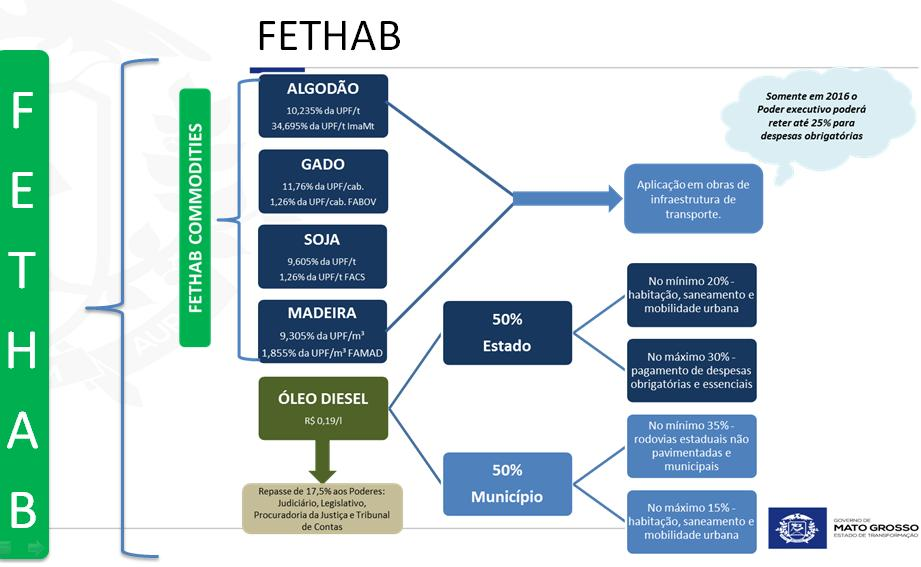 FETHAB
F
E
T
H
A
B
FETHAB COMMODITIES
ALGODÃO
10,235% da UPF/t
34,695% da UPF/t ImaMt
GADO
11,76% da UPF/cab.
1,26% da UPF/cab. FABOV
SOJA
9,605% da UPF/t
1,26% da UPF/t FACS
MADEIRA
9,305% da UPF/m³
1,855% da UPF/m³ FAMAD
ÓLEO DIESEL
R$ 0,19/l
Repasse de 17,5% aos Poderes:
Judiciário, Legislativo,
Procuradora da Justiça e Tribunal
de Contas
50%
Estado
50%
Município
Somente em 2016 o
Poder executivo poderá
reter até 25% para
despesas obrigatórias
Aplicação em obras de
infraestrutura de
transporte.
No mínimo 20% -
habitação, saneamento e
mobilidade urbana
No máximo 30% -
pagamento de despesas
obrigatórias e essenciais
No mínimo 35% -
rodovias estaduais não
pavimentadas e
municipais
No máximo 15% -
habitação, saneamento e
mobilidade urbana
GOVERNO DE
MATO GROSSO
ESTADO DE TRANSFORMAÇÃO